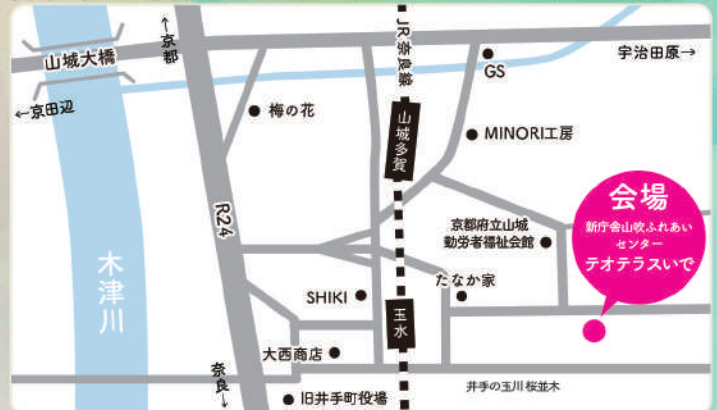 山城大橋
←京都
JR奈良線
GS
宇治田原→
←京田辺
梅の花
山城多賀
MINORI工房
会場
新庁舎山吹ふれあい
センター
テオテラスいで
R24
京都府立山城
勤労者福祉会館
木津川
たなか家
SHIKI
玉水
大西商店
奈良→
旧井手町役場
井手の玉川 桜並木